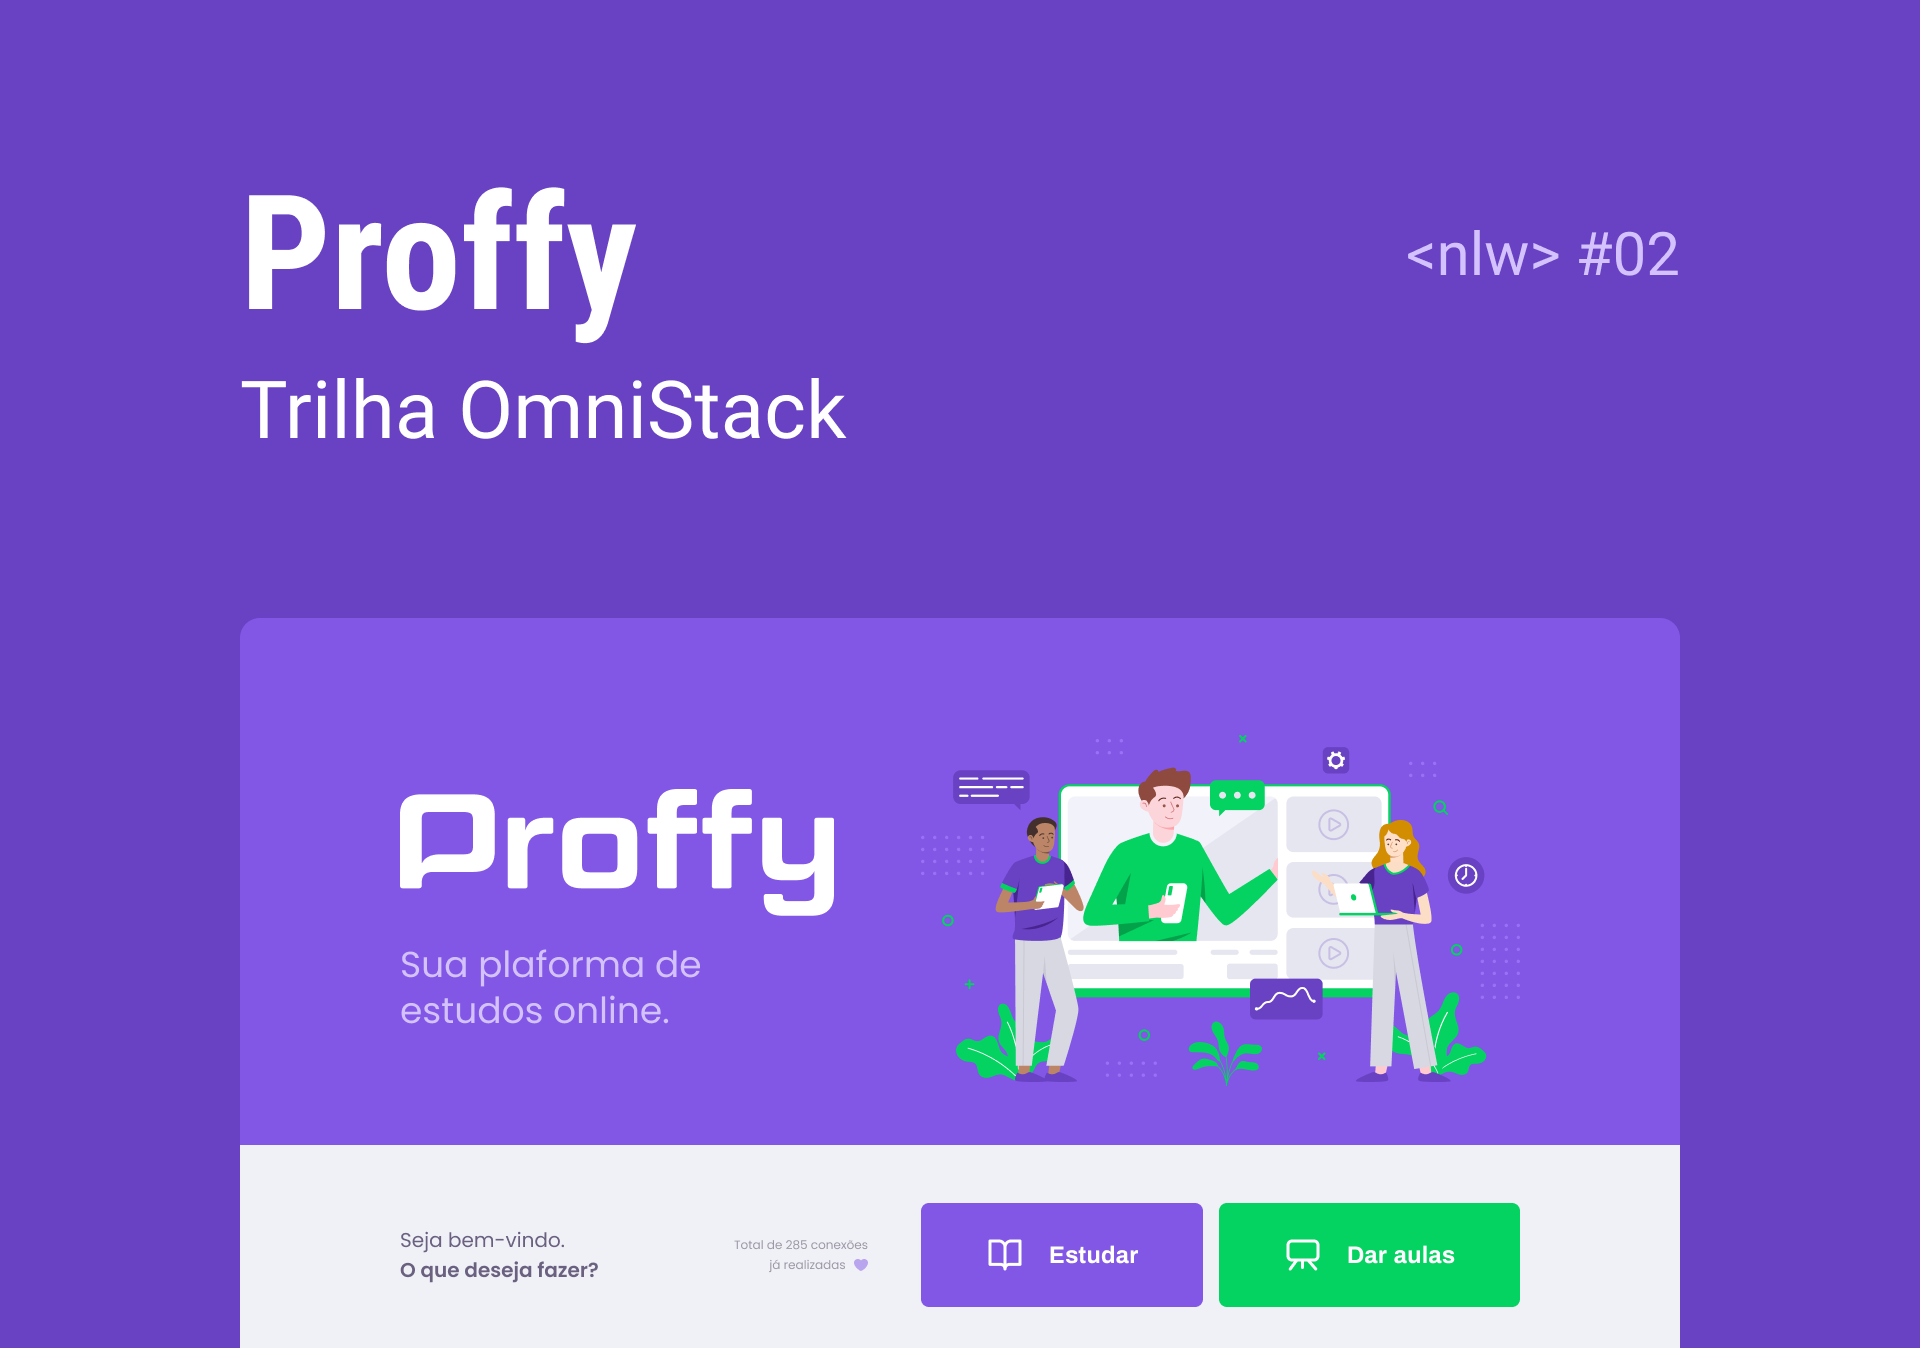 Proffy
<nlw> #02
Trilha OmniStack
Proffy
Sua plaforma de
estudos online.
Seja bem-vindo.
O que deseja fazer?
Total de 285 conexões
já realizadas
Estudar
Dar aulas